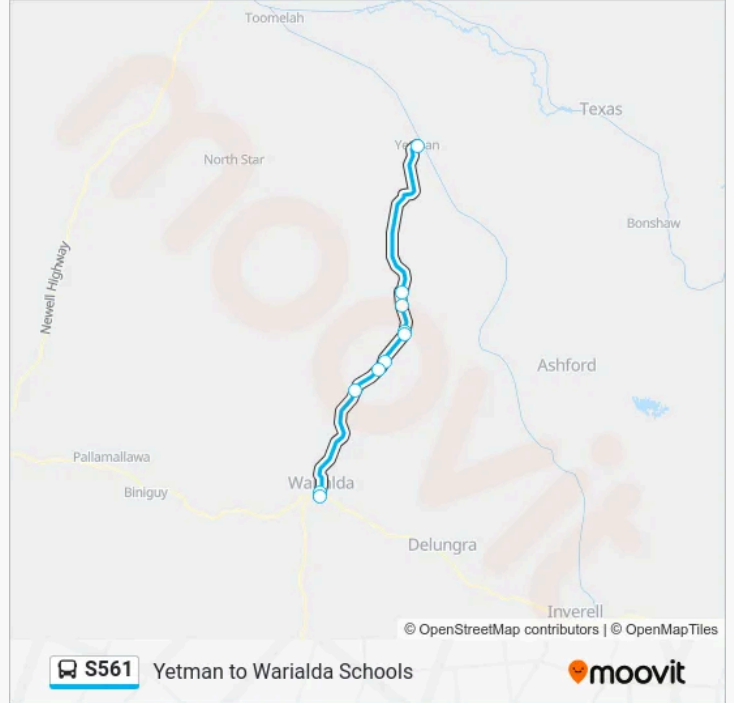 Toomelah
Texas
Yetman
North Star
Bonshaw
Newell Highway
Ashford
Pallamallawa
Warialda
Biniguy
Delungra
Inverell
© OpenStreetMap contributors | © OpenMapTiles
S561 Yetman to Warialda Schools
moovit
moovit